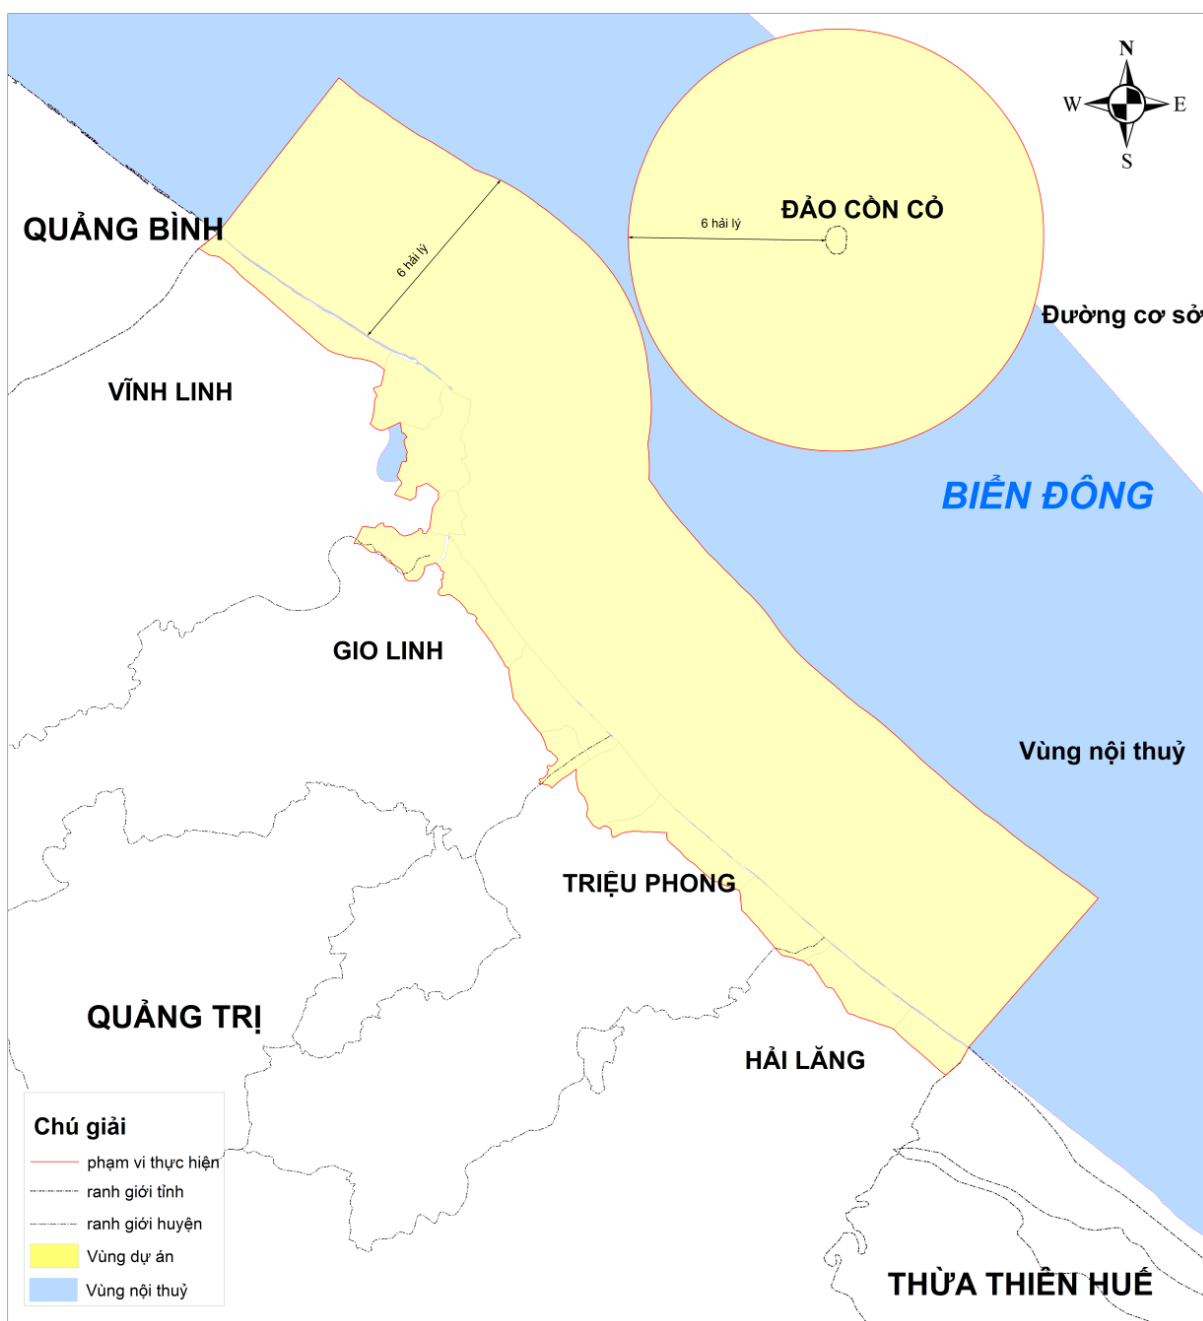 N
W
E
S
ĐẢO CỒN CỎ
6 hải lý
QUẢNG BÌNH
6 hải lý
Đường cơ sở
VĨNH LINH
BIỂN ĐÔNG
GIO LINH
Vùng nội thuỷ
TRIỆU PHONG
QUẢNG TRỊ
HẢI LĂNG
Chú giải
phạm vi thực hiện
ranh giới tỉnh
ranh giới huyện
Vùng dự án
Vùng nội thuỷ
THỪA THIÊN HUẾ